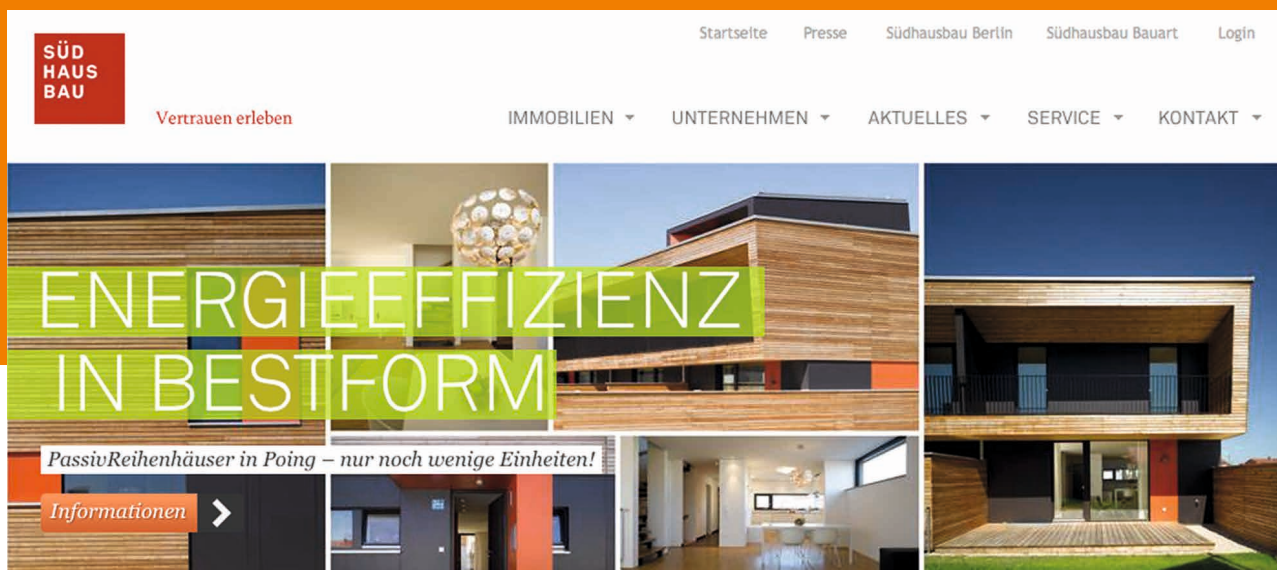 Startseite Presse Südhausbau Berlin Südhausbau Bauart Login
SÜD
HAUS
BAU
Vertrauen erleben
IMMOBILIEN UNTERNEHMEN AKTUELLES SERVICE KONTAKT
ENERGIEEFFIZIENZ
IN BESTFORM
PassivReihenhäuser in Poing – nur noch wenige Einheiten!
Informationen